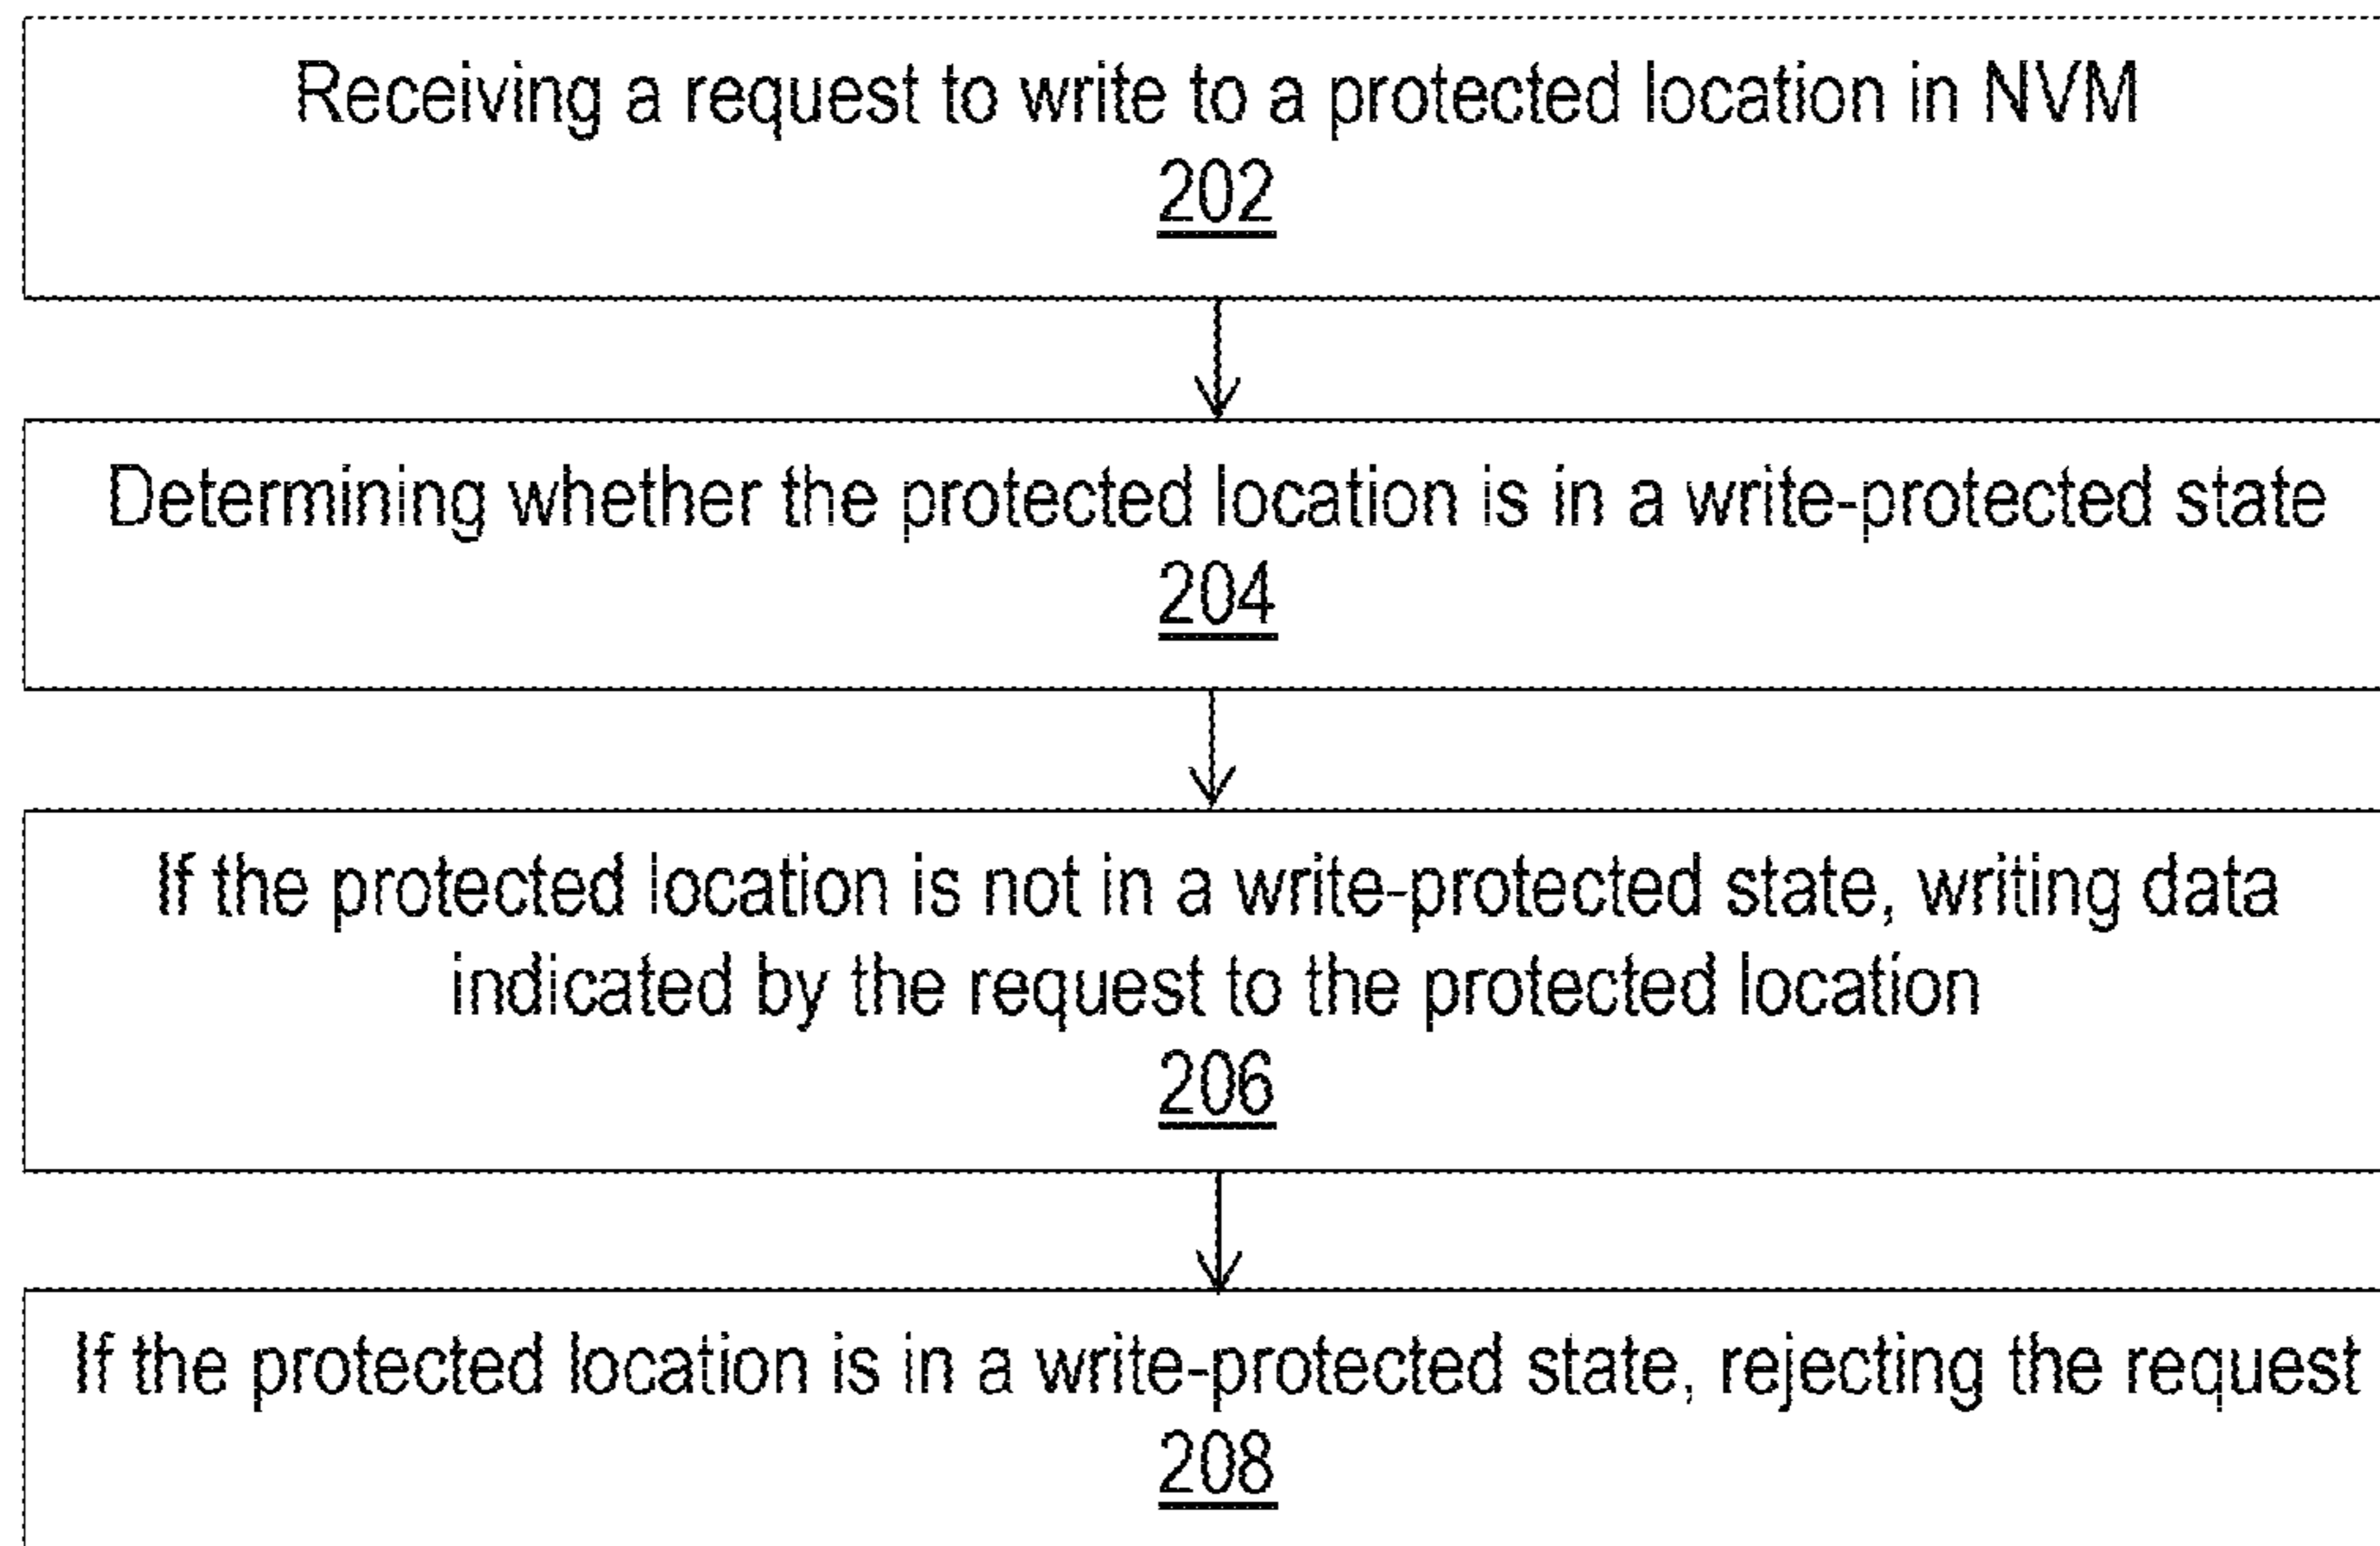 Receiving a request to write to a protected location in NVM
202
Determining whether the protected location is in a write-protected state
204
If the protected location is not in a write-protected state, writing data
indicated by the request to the protected location
206
If the protected location is in a write-protected state, rejecting the request
208